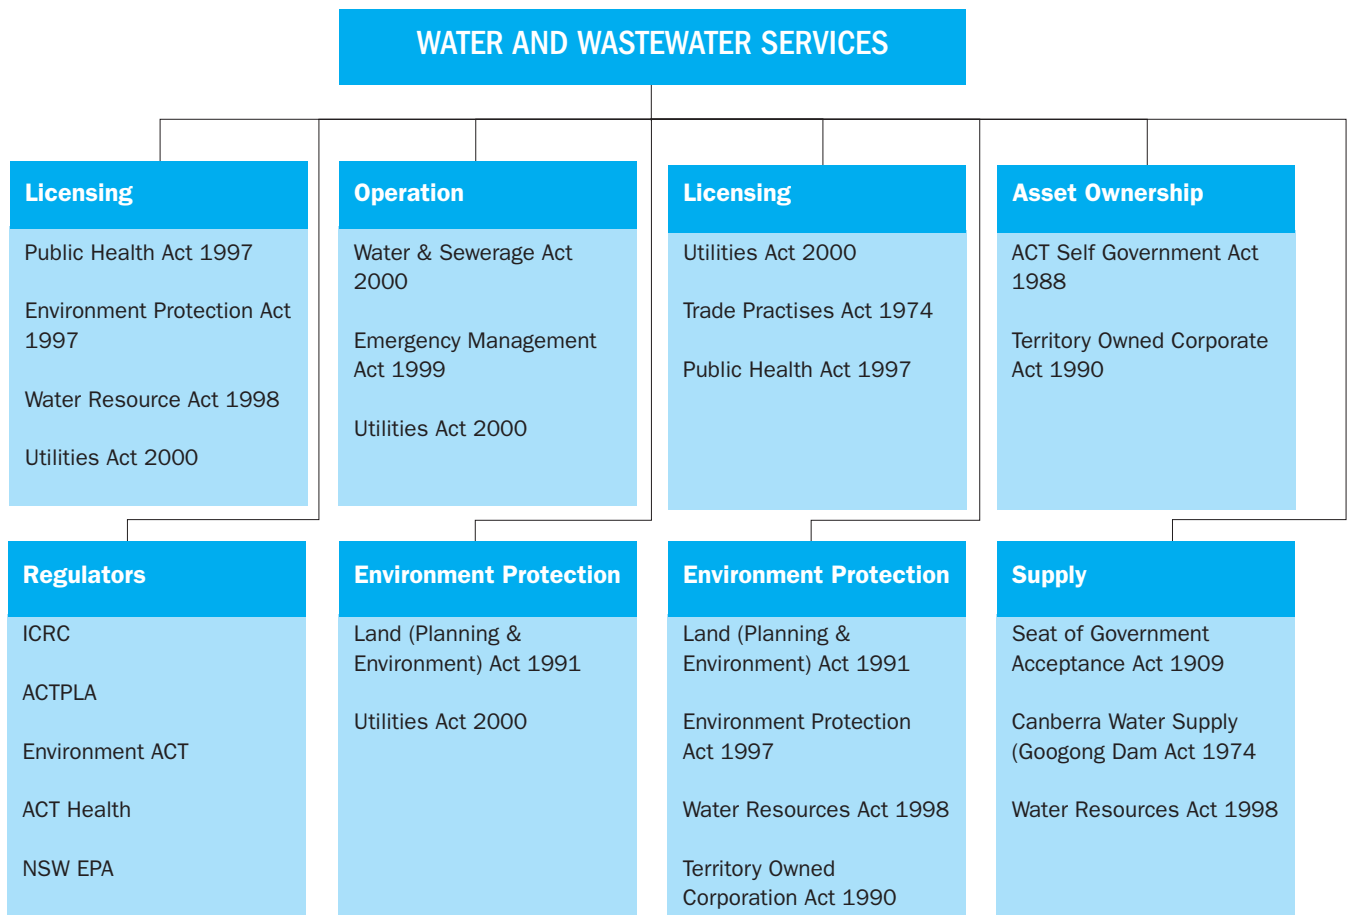 WATER AND WASTEWATER SERVICES
Licensing
Public Health Act 1997
Environment Protection Act
1997
Water Resource Act 1998
Utilities Act 2000
Operation
Water & Sewerage Act
2000
Emergency Management
Act 1999
Utilities Act 2000
Licensing
Utilities Act 2000
Trade Practises Act 1974
Public Health Act 1997
Asset Ownership
ACT Self Government Act
1988
Territory Owned Corporate
Act 1990
Regulators
ICRC
ACTPLA
Environment ACT
ACT Health
NSW EPA
Environment Protection
Land (Planning &
Environment) Act 1991
Utilities Act 2000
Environment Protection
Land (Planning &
Environment) Act 1991
Environment Protection
Act 1997
Water Resources Act 1998
Territory Owned
Corporation Act 1990
Supply
Seat of Government
Acceptance Act 1909
Canberra Water Supply
(Googong Dam Act 1974
Water Resources Act 1998